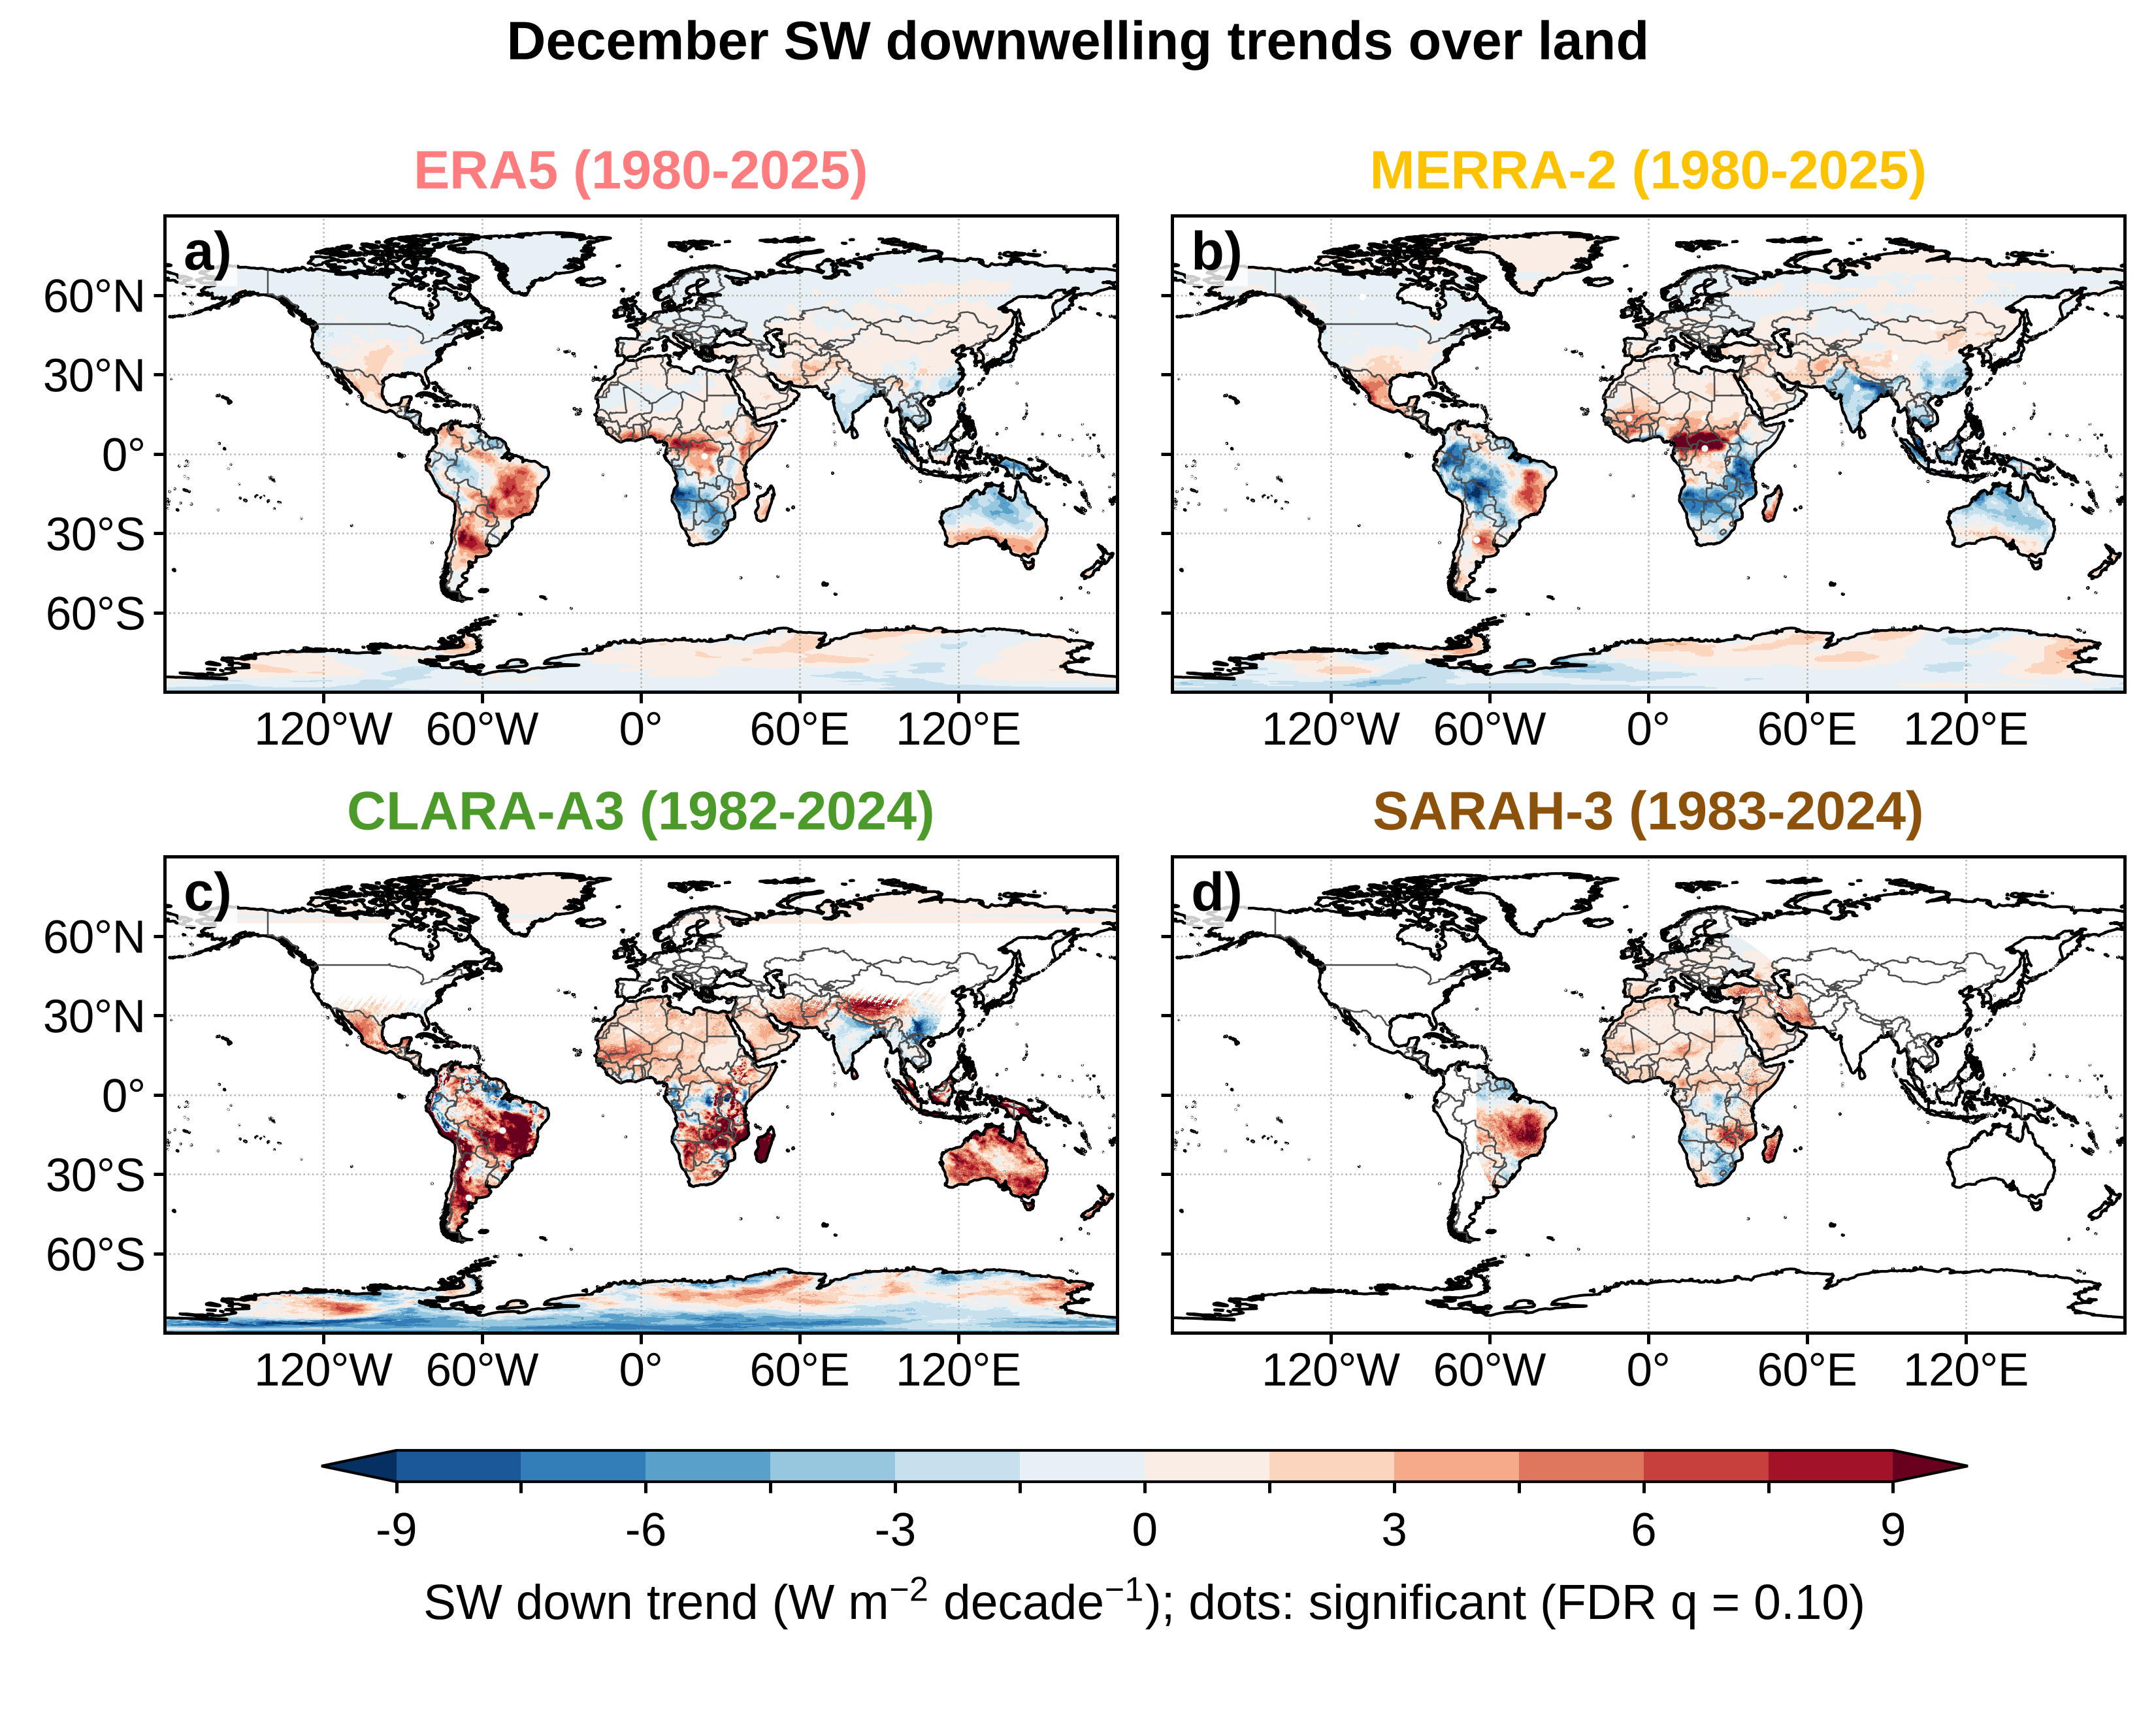 December SW downwelling trends over land
ERA5 (1980-2025)
MERRA-2 (1980-2025)
a)
b)
60°N
30°N
0°
30°S
60°S
120°W 60°W 0° 60°E 120°E
120°W 60°W 0° 60°E 120°E
CLARA-A3 (1982-2024)
SARAH-3 (1983-2024)
c)
d)
60°N
30°N
0°
30°S
60°S
120°W 60°W 0° 60°E 120°E
120°W 60°W 0° 60°E 120°E
-9 -6 -3 0 3 6 9
SW down trend (W m⁻² decade⁻¹); dots: significant (FDR q = 0.10)